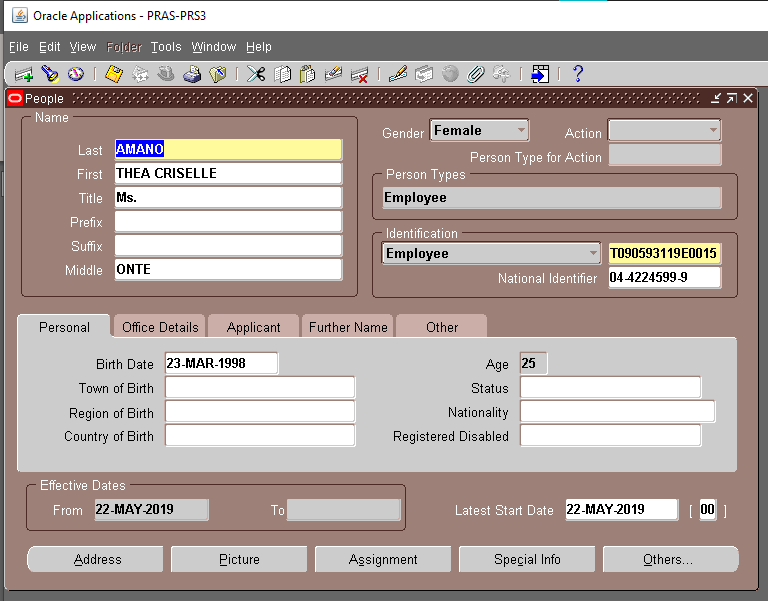 Oracle Applications - PRAS-PRS3
File Edit View Folder Tools Window Help
People
Name
Last AMANO
First THEA CRISELLE
Title Ms.
Prefix
Suffix
Middle ONTE
Gender Female Action
Person Type for Action
Person Types
Employee
Identification
Employee T090593119E0015
National Identifier 04-4224599-9
Personal Office Details Applicant Further Name Other
Birth Date 23-MAR-1998 Age 25
Town of Birth Status
Region of Birth Nationality
Country of Birth Registered Disabled
Effective Dates
From 22-MAY-2019 To Latest Start Date 22-MAY-2019 [ 00 ]
Address Picture Assignment Special Info Others...